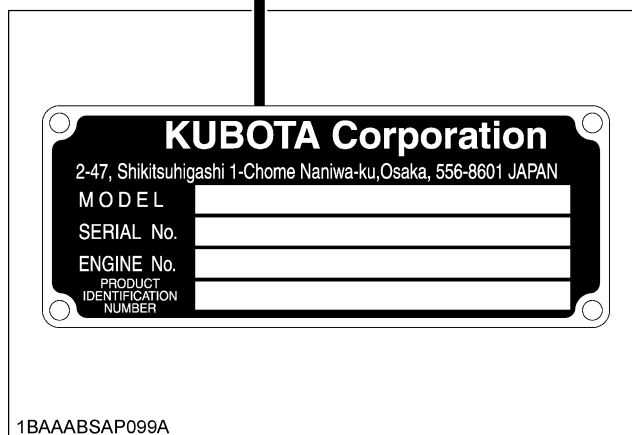 KUBOTA Corporation
2-47, Shikitsuhigashi 1-Chome Naniwa-ku,Osaka, 556-8601 JAPAN
MODEL
SERIAL No.
ENGINE No.
PRODUCT
IDENTIFICATION
NUMBER
1BAAABSAP099A